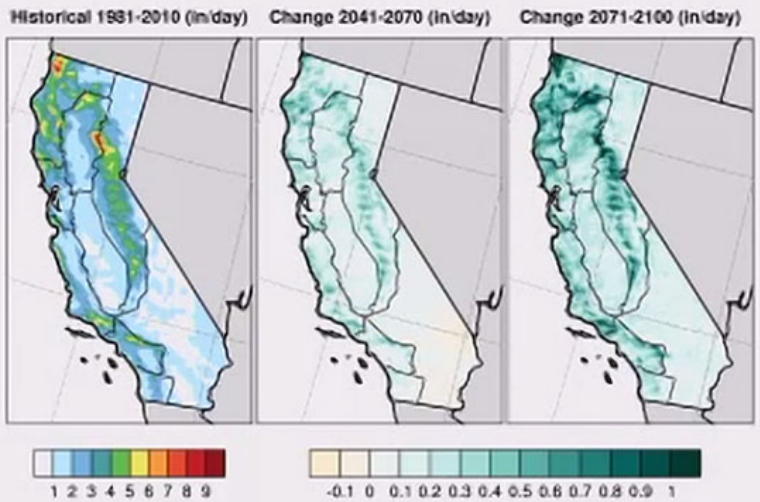 Historical 1981-2010 (in/day)
Change 2041-2070 (in/day)
Change 2071-2100 (in/day)
1 2 3 4 5 6 7 8 9
-0.1 0 0.1 0.2 0.3 0.4 0.5 0.6 0.7 0.8 0.9 1